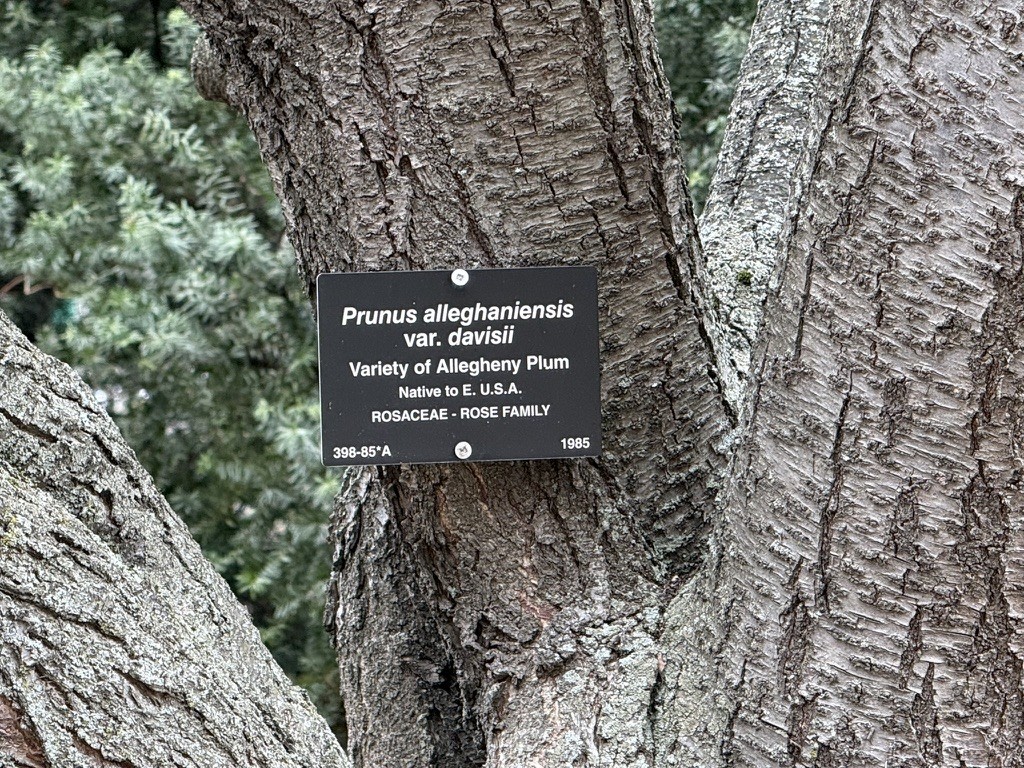 Prunus alleghaniensis
var. davisii
Variety of Allegheny Plum
Native to E. U.S.A.
ROSACEAE - ROSE FAMILY
398-85*A 1985